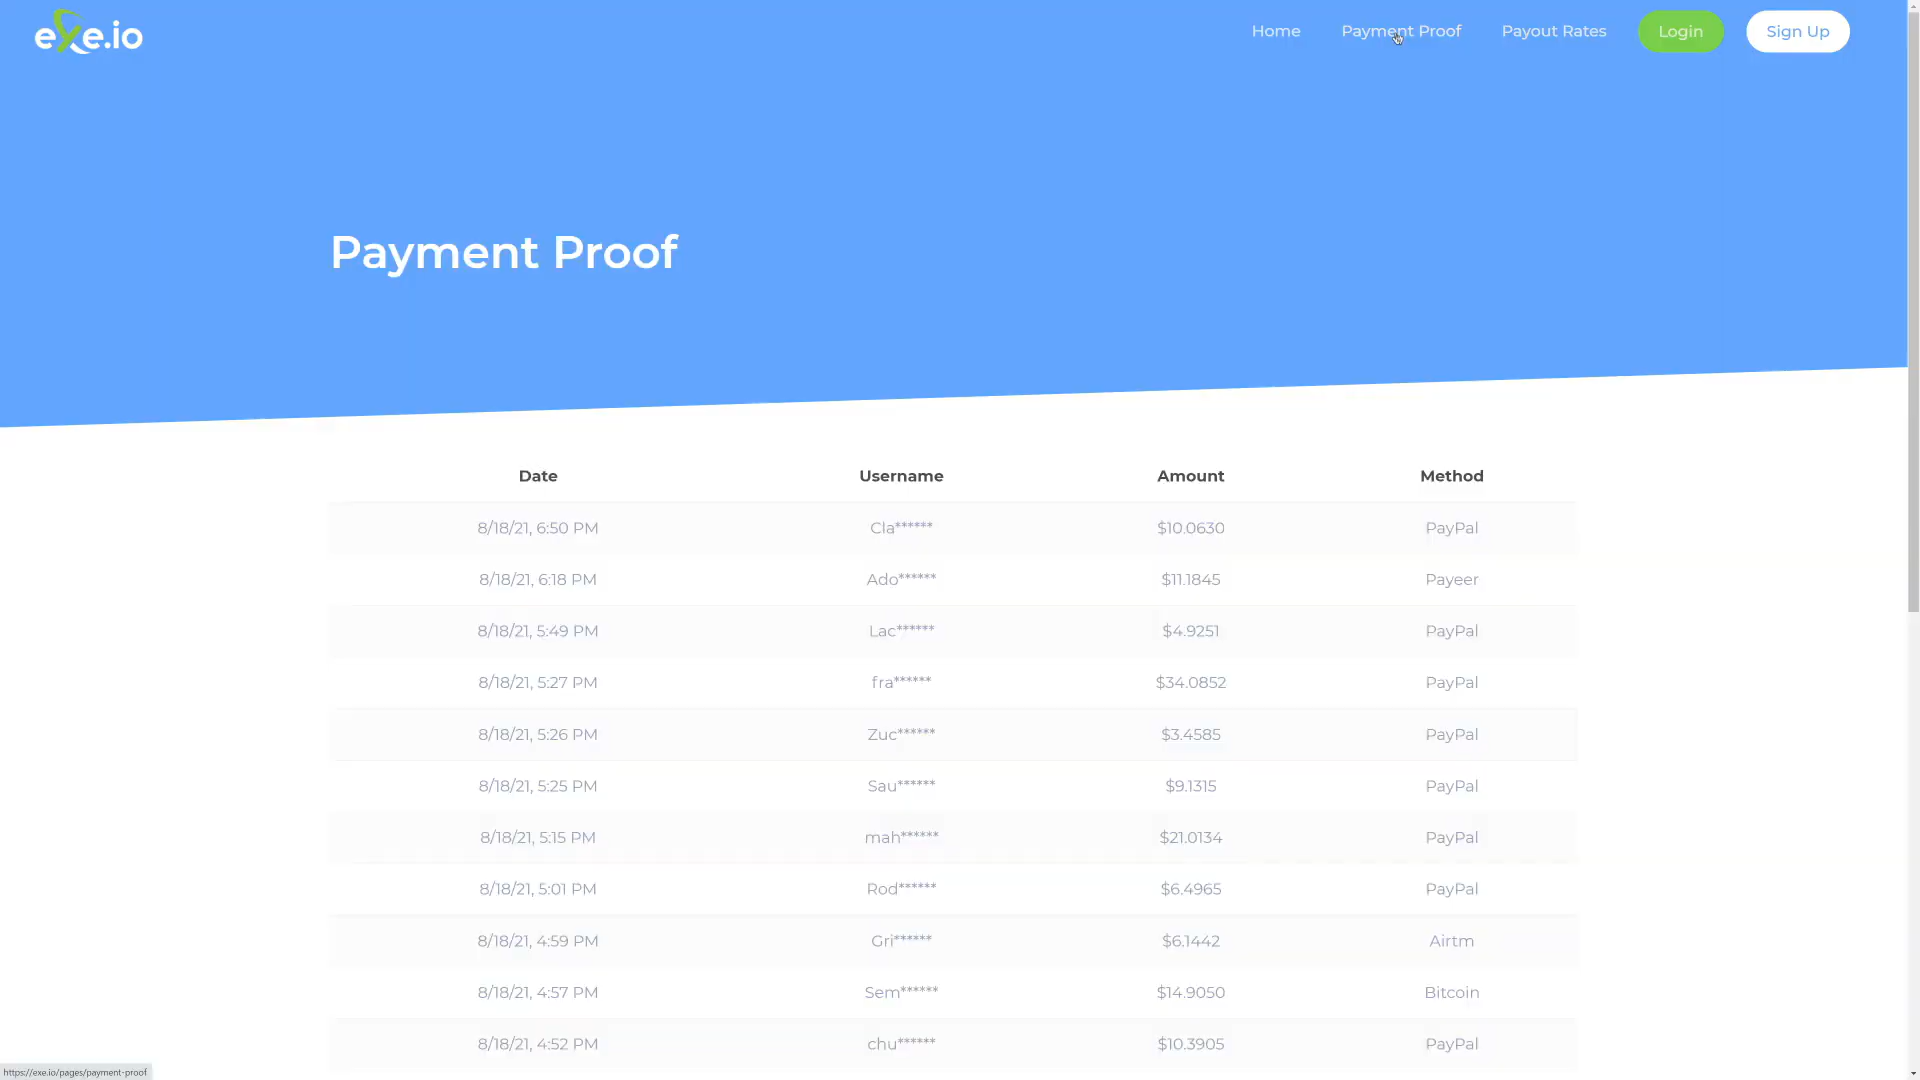 exe.io
Home Payment Proof Payout Rates Login Sign Up
Payment Proof
Date Username Amount Method
8/18/21, 6:50 PM Cla****** $10.0630 PayPal
8/18/21, 6:18 PM Ado****** $11.1845 Payeer
8/18/21, 5:49 PM Lac****** $4.9251 PayPal
8/18/21, 5:27 PM fra****** $34.0852 PayPal
8/18/21, 5:26 PM Zuc****** $3.4585 PayPal
8/18/21, 5:25 PM Sau****** $9.1315 PayPal
8/18/21, 5:15 PM mah****** $21.0134 PayPal
8/18/21, 5:01 PM Rod****** $6.4965 PayPal
8/18/21, 4:59 PM Gri****** $6.1442 Airtm
8/18/21, 4:57 PM Sem****** $14.9050 Bitcoin
8/18/21, 4:52 PM chu****** $10.3905 PayPal
https://exe.io/pages/payment-proof